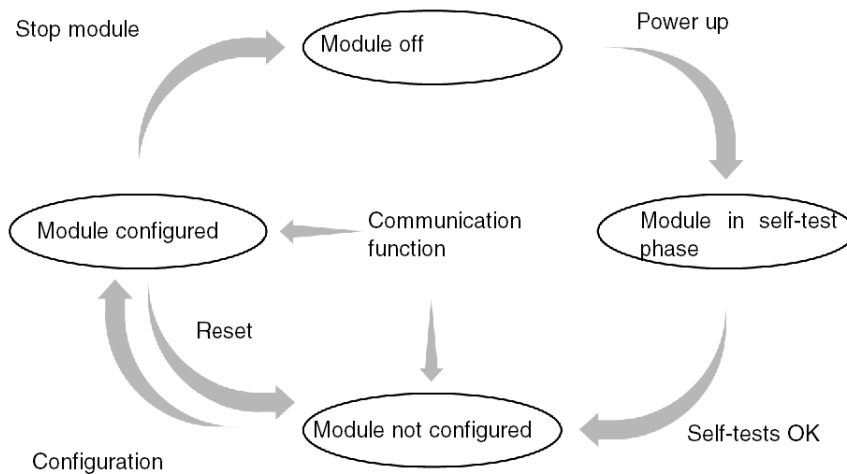 Stop module
Module off
Power up
Module configured
Communication
function
Module in self-test
phase
Reset
Module not configured
Self-tests OK
Configuration